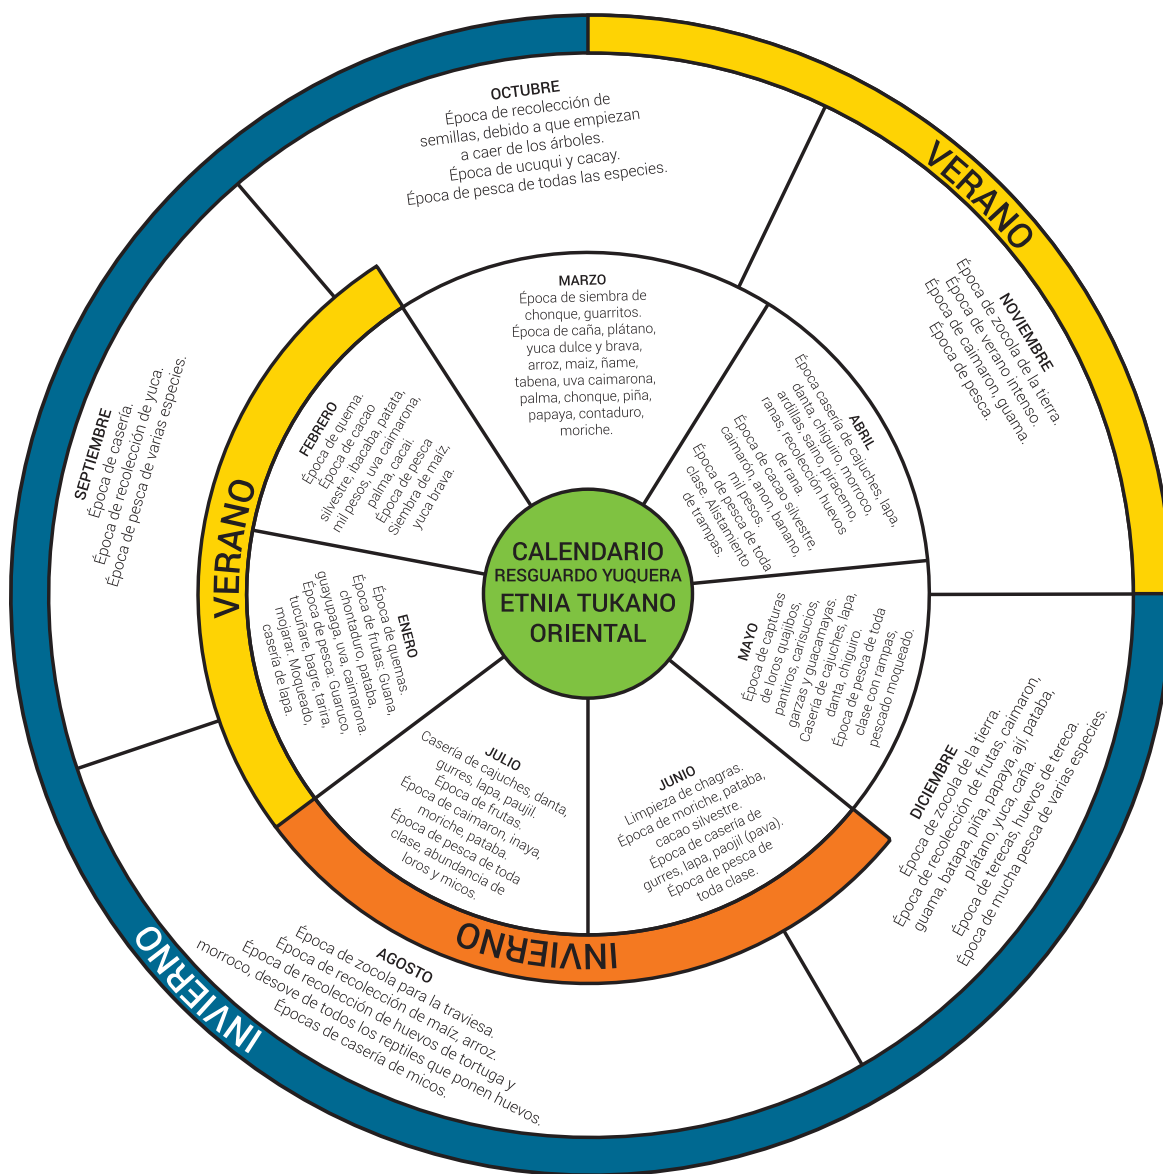 CALENDARIO
RESGUARDO YUQUERA
ETNIA TUKANO
ORIENTAL
VERANO
INVIERNO
ENERO
Época de quemas.
Época de frutas: Guana,
chontaduro, pataba,
guayupaga, uva, caimarona.
Época de pesca: Guaruco,
tucuñare, bagre, tarira,
mojarar. Moqueado,
casería de lapa.
FEBRERO
Época de quema.
Época de cacao
silvestre, ibacaba, patata,
mil pesos, uva caimarona,
palma, cacai.
Época de pesca
Siembra de maíz,
yuca brava.
MARZO
Época de siembra de
chonque, guarritos.
Época de caña, plátano,
yuca dulce y brava,
arroz, maiz, ñame,
tabena, uva caimarona,
palma, chonque, piña,
papaya, contaduro,
moriche.
ABRIL
Época casería de cajuches, lapa,
danta, chiguiro, morroco,
ardillas, saino, piracemo,
ranas, recolección huevos
de rana.
Época de cacao silvestre,
caimarón, anon, banano,
mil pesos.
Época de pesca de toda
clase. Alistamiento
de trampas.
MAYO
Época de capturas
de loros quajibos,
pantiros, carisucios,
garzas y guacamayas.
Casería de cajuches, lapa,
danta, chiguiro.
Época de pesca de toda
clase con rampas,
pescado moqueado.
JUNIO
Limpieza de chagras.
Época de moriche, pataba,
cacao silvestre.
Época de casería de
gurres, lapa, paojil (pava).
Época de pesca de
toda clase.
JULIO
Casería de cajuches, danta,
gurres, lapa, paujil.
Época de frutas.
Época de caimaron, inaya,
moriche, pataba.
Época de pesca de toda
clase, abundancia de
loros y micos.
VERANO
INVIERNO
AGOSTO
Época de zocola para la traviesa.
Época de recolección de maíz, arroz.
Época de recolección de huevos de tortuga y
morroco, desove de todos los reptiles que ponen huevos.
Épocas de casería de micos.
SEPTIEMBRE
Época de casería.
Época de recolección de yuca.
Época de pesca de varias especies.
OCTUBRE
Época de recolección de
semillas, debido a que empiezan
a caer de los árboles.
Época de ucuqui y cacay.
Época de pesca de todas las especies.
NOVIEMBRE
Época de zocola de la tierra.
Época de verano intenso.
Época de caimaron, guama.
Época de pesca.
DICIEMBRE
Época de zocola de la tierra.
Época de recolección de frutas, caimaron,
guama, batapa, piña, papaya, ají, pataba,
plátano, yuca, caña.
Época de terecas, huevos de tereca.
Época de mucha pesca de varias especies.